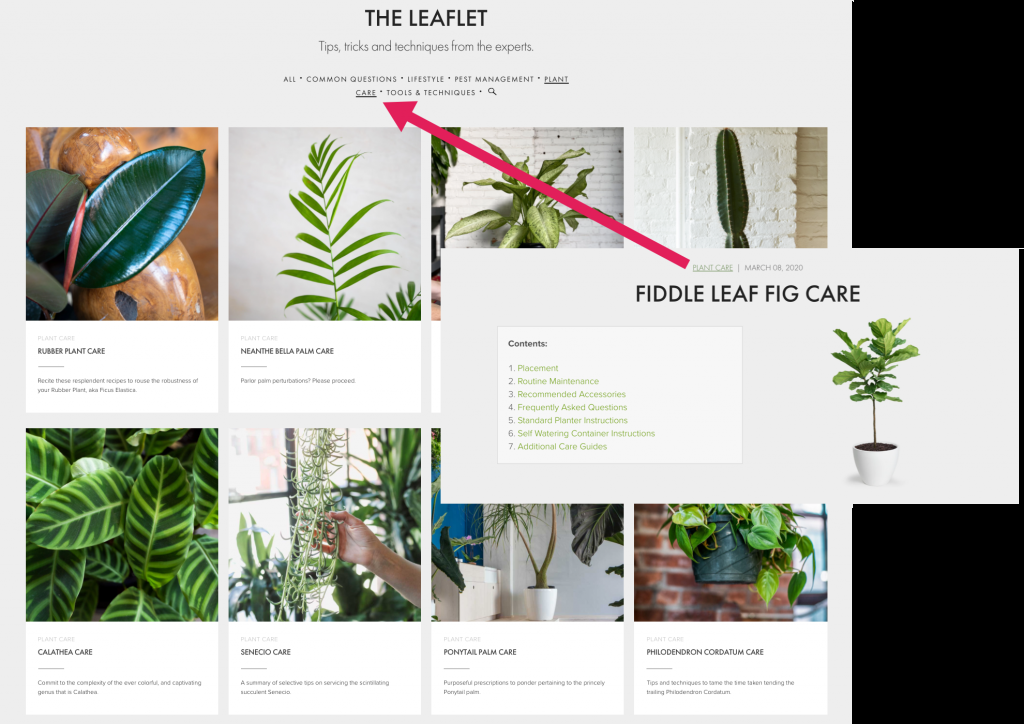 THE LEAFLET
Tips, tricks and techniques from the experts.
ALL • COMMON QUESTIONS • LIFESTYLE • PEST MANAGEMENT • PLANT
CARE • TOOLS & TECHNIQUES •
PLANT CARE | MARCH 08, 2020
FIDDLE LEAF FIG CARE
Contents:
1. Placement
2. Routine Maintenance
3. Recommended Accessories
4. Frequently Asked Questions
5. Standard Planter Instructions
6. Self Watering Container Instructions
7. Additional Care Guides
PLANT CARE
RUBBER PLANT CARE
Recite these resplendent recipes to rouse the robustness of
your Rubber Plant, aka Ficus Elastica.
PLANT CARE
NEANTHE BELLA PALM CARE
Parlor palm perturbations? Please proceed.
PLANT CARE
CALATHEA CARE
Commit to the complexity of the ever colorful, and captivating
genus that is Calathea.
PLANT CARE
SENECIO CARE
A summary of selective tips on servicing the scintillating
succulent Senecio.
PLANT CARE
PONYTAIL PALM CARE
Purposeful prescriptions to ponder pertaining to the princely
Ponytail palm.
PLANT CARE
PHILODENDRON CORDATUM CARE
Tips and techniques to tame the time taken tending the
trailing Philodendron Cordatum.